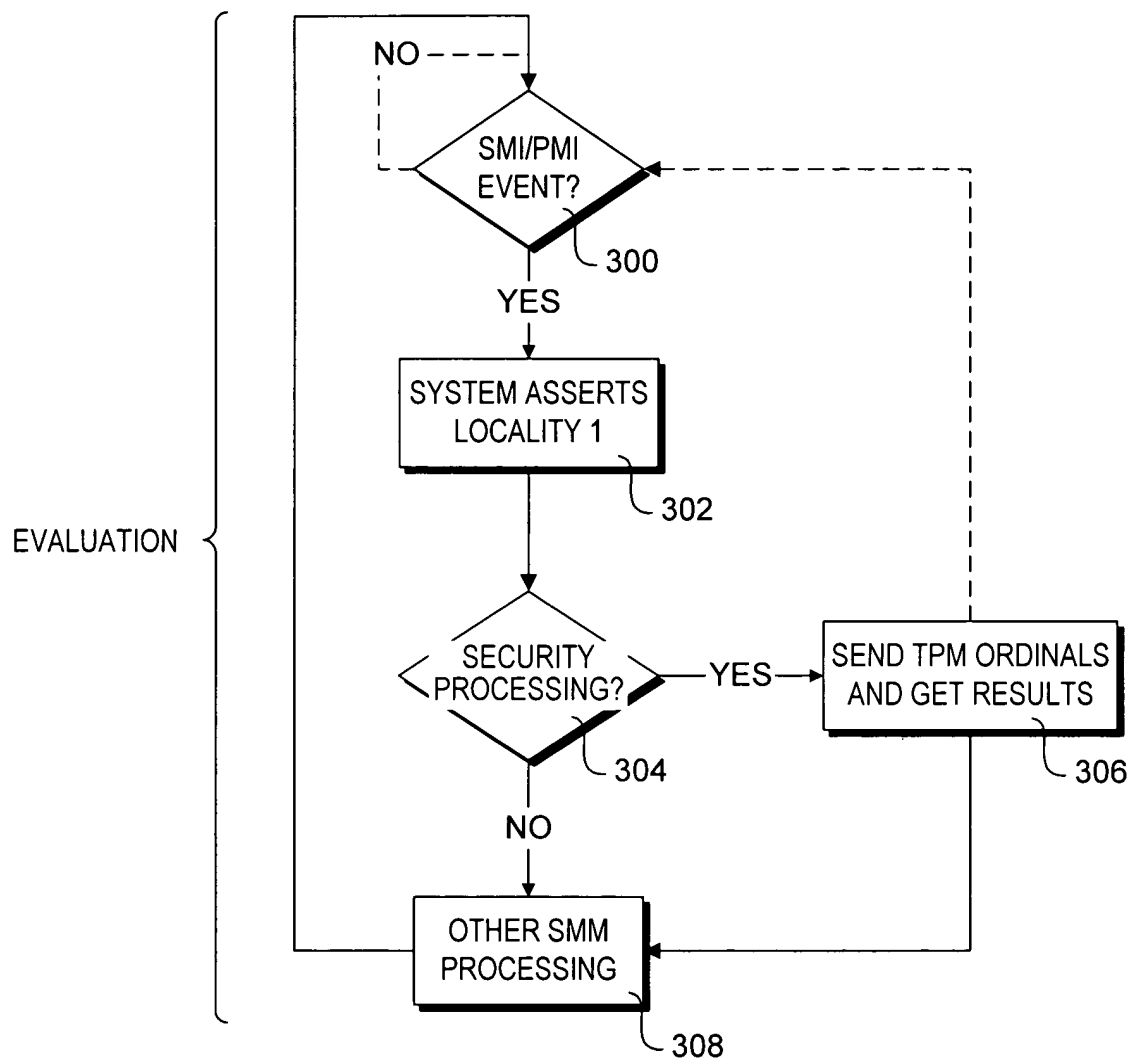 NO
SMI/PMI
EVENT?
300
YES
SYSTEM ASSERTS
LOCALITY 1
302
EVALUATION
SECURITY
PROCESSING?
304
YES
SEND TPM ORDINALS
AND GET RESULTS
306
NO
OTHER SMM
PROCESSING
308